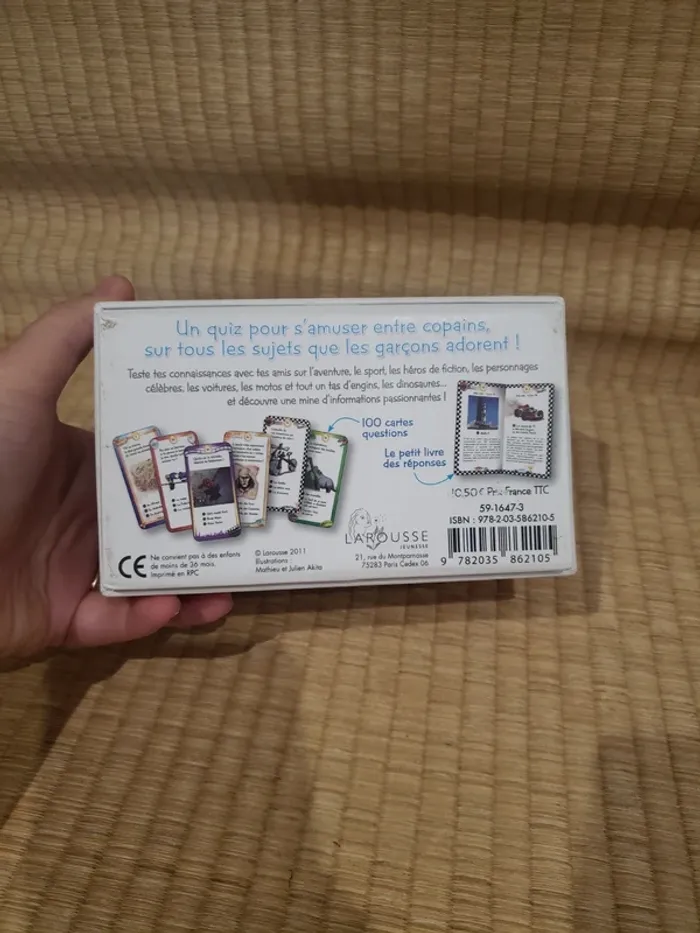 Un quiz pour s'amuser entre copains,
sur tous les sujets que les garçons adorent !
Teste tes connaissances avec tes amis sur l'aventure, le sport, les héros de fiction, les personnages
célèbres, les voitures, les motos et tout un tas d'engins, les dinosaures...
et découvre une mine d'informations passionnantes !
100 cartes
questions
Le petit livre
des réponses
10.50 € Prix France TTC
59-1647-3
ISBN : 978-2-03-586210-5
LAROUSSE
JEUNESSE
21, rue du Montparnasse
75283 Paris Cedex 06
9 782035 862105
CE
Ne convient pas à des enfants
de moins de 36 mois.
Imprimé en RPC
© Larousse 2011
Illustrations :
Mathieu et Julien Akita